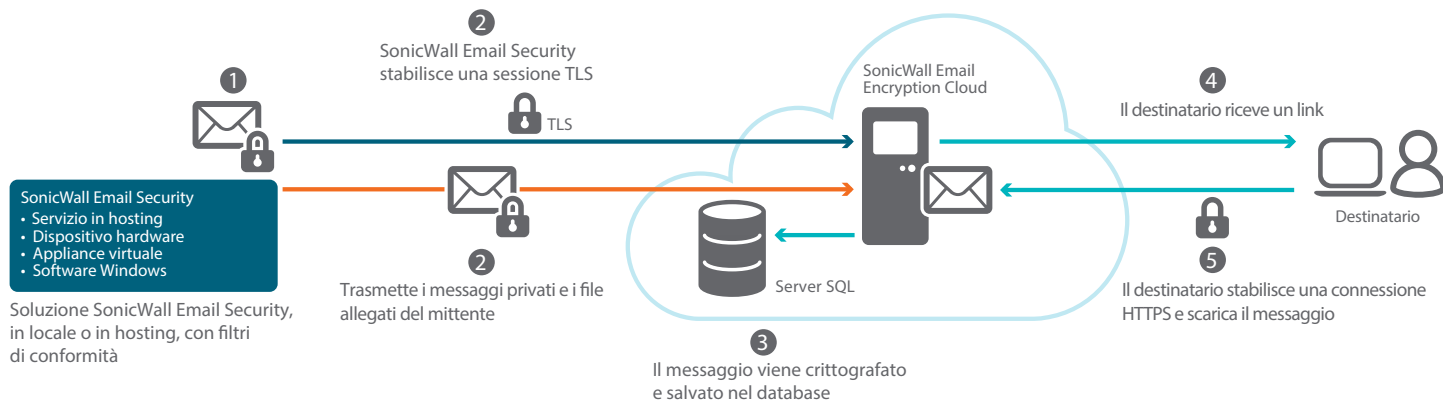 1
SonicWall Email Security
• Servizio in hosting
• Dispositivo hardware
• Appliance virtuale
• Software Windows
Soluzione SonicWall Email Security,
in locale o in hosting, con filtri
di conformità
2
SonicWall Email Security
stabilisce una sessione TLS
TLS
2
Trasmette i messaggi privati e i file
allegati del mittente
SonicWall Email
Encryption Cloud
Server SQL
3
Il messaggio viene crittografato
e salvato nel database
4
Il destinatario riceve un link
Destinatario
5
Il destinatario stabilisce una connessione
HTTPS e scarica il messaggio